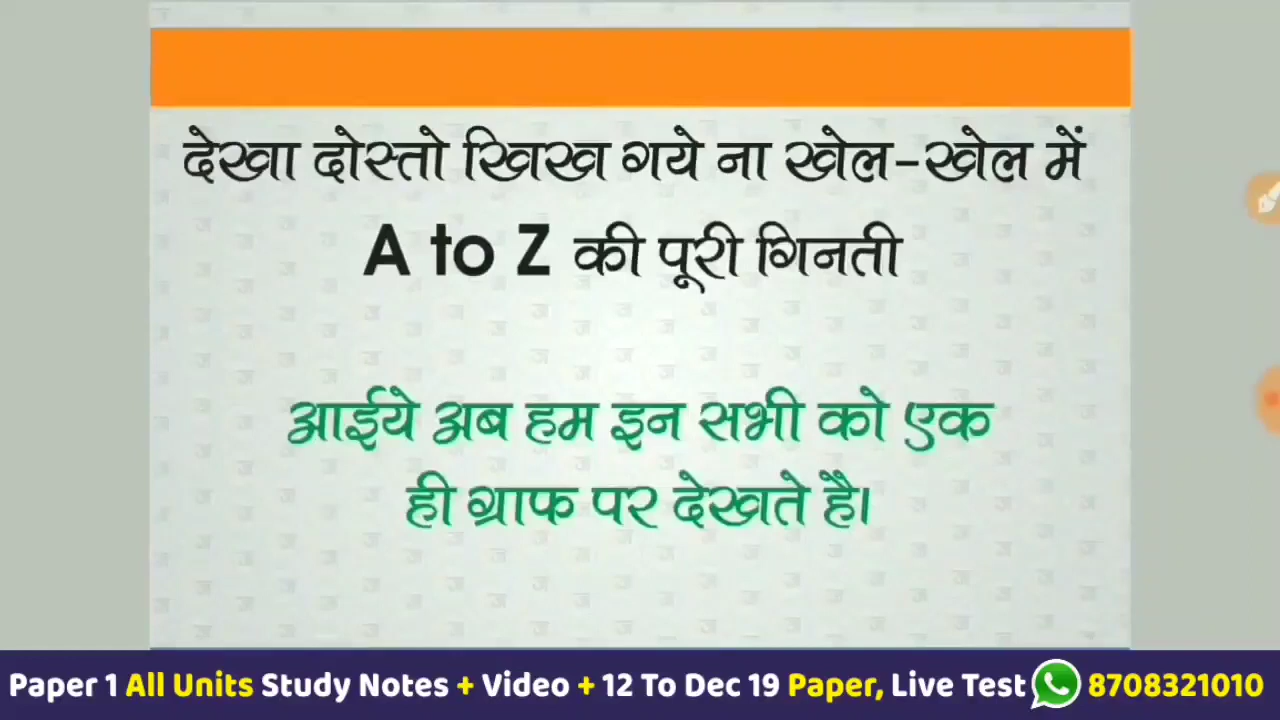 देखा दोस्तो खिख गये ना खेल-खेल में
A to Z की पूरी गिनती
आईये अब हम इन सभी को एक
ही ग्राफ पर देखते है।
Paper 1 All Units Study Notes + Video + 12 To Dec 19 Paper, Live Test 8708321010